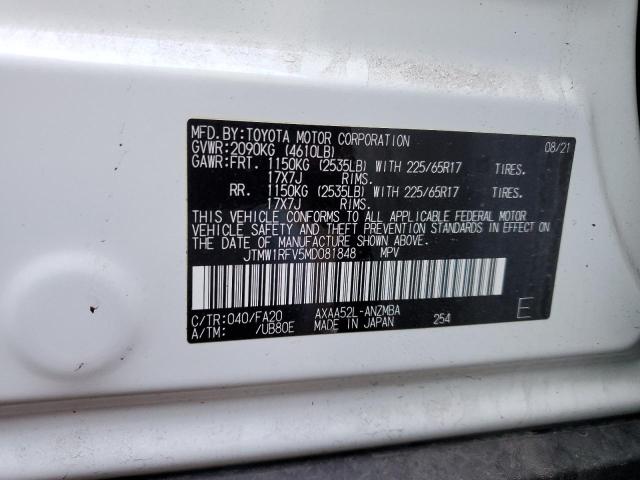 MFD. BY: TOYOTA MOTOR CORPORATION 08/21
GVWR: 2090KG (4610LB)
GAWR: FRT. 1150KG (2535LB) WITH 225/65R17 TIRES.
17X7J RIMS.
RR. 1150KG (2535LB) WITH 225/65R17 TIRES.
17X7J RIMS.
THIS VEHICLE CONFORMS TO ALL APPLICABLE FEDERAL MOTOR
VEHICLE SAFETY AND THEFT PREVENTION STANDARDS IN EFFECT ON
THE DATE OF MANUFACTURE SHOWN ABOVE.
JTMW1RFV5MD081848 MPV
C/TR: 040/FA20 AXAA52L-ANZMBA
A/TM: /UB80E MADE IN JAPAN 254 E